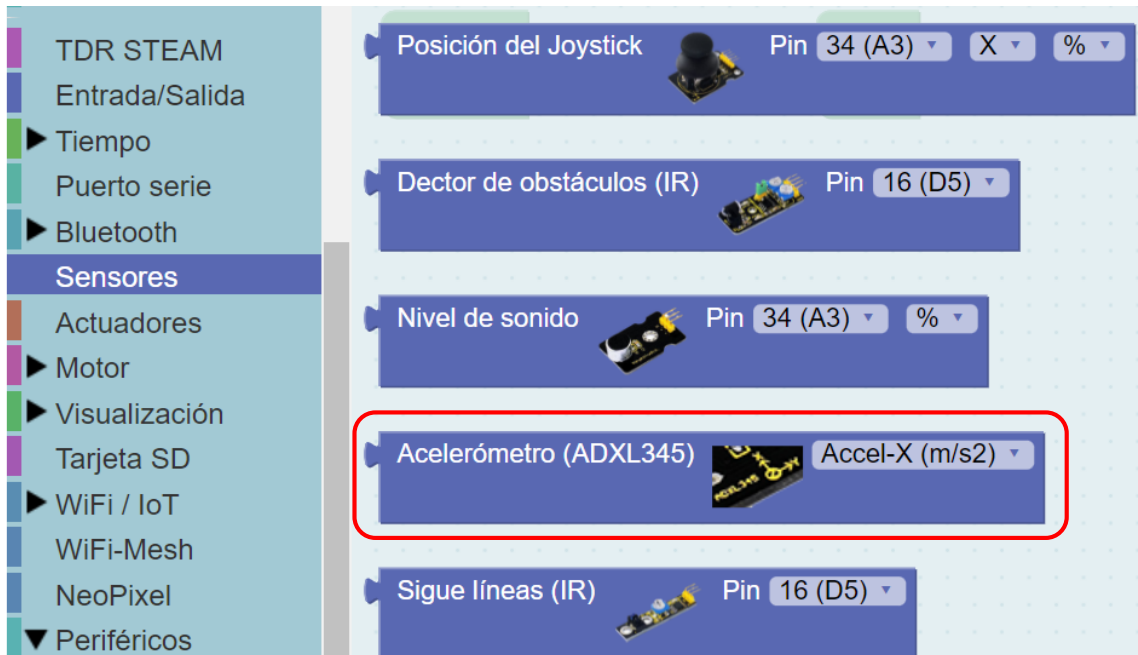 TDR STEAM
Entrada/Salida
Tiempo
Puerto serie
Bluetooth
Sensores
Actuadores
Motor
Visualización
Tarjeta SD
WiFi / IoT
WiFi-Mesh
NeoPixel
Periféricos
Posición del Joystick Pin 34 (A3) X %
Dector de obstáculos (IR) Pin 16 (D5)
Nivel de sonido Pin 34 (A3) %
Acelerómetro (ADXL345) ADXL345 X Y Accel-X (m/s2)
Sigue líneas (IR) Pin 16 (D5)